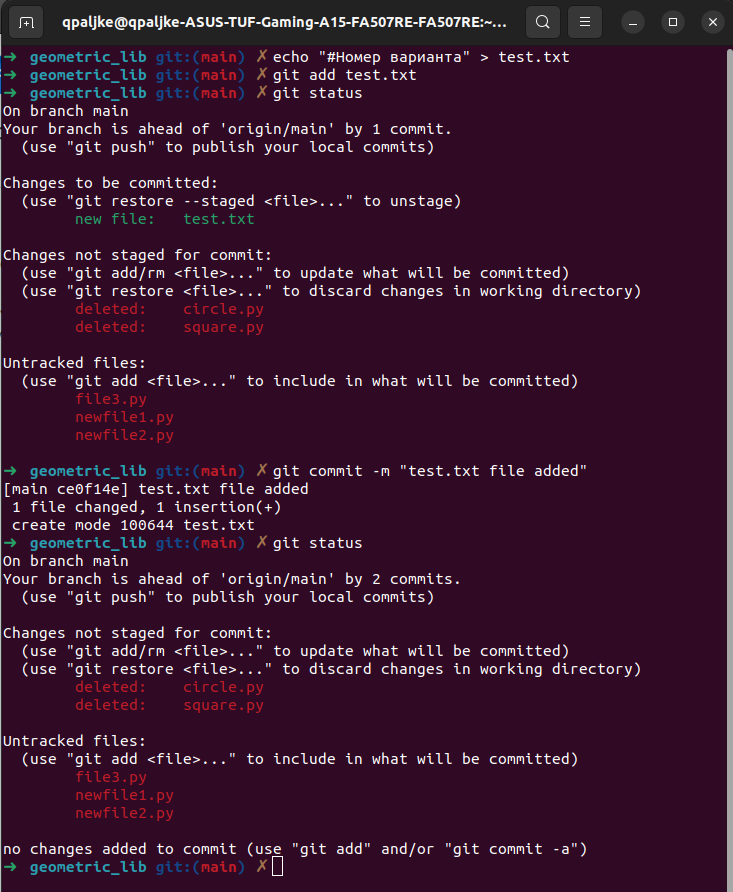 qpaljke@qpaljke-ASUS-TUF-Gaming-A15-FA507RE-FA507RE:~...
➜  geometric_lib git:(main) ✗ echo "#Номер варианта" > test.txt
➜  geometric_lib git:(main) ✗ git add test.txt
➜  geometric_lib git:(main) ✗ git status
On branch main
Your branch is ahead of 'origin/main' by 1 commit.
  (use "git push" to publish your local commits)

Changes to be committed:
  (use "git restore --staged <file>..." to unstage)
        new file:   test.txt

Changes not staged for commit:
  (use "git add/rm <file>..." to update what will be committed)
  (use "git restore <file>..." to discard changes in working directory)
        deleted:    circle.py
        deleted:    square.py

Untracked files:
  (use "git add <file>..." to include in what will be committed)
        file3.py
        newfile1.py
        newfile2.py

➜  geometric_lib git:(main) ✗ git commit -m "test.txt file added"
[main ce0f14e] test.txt file added
 1 file changed, 1 insertion(+)
 create mode 100644 test.txt
➜  geometric_lib git:(main) ✗ git status
On branch main
Your branch is ahead of 'origin/main' by 2 commits.
  (use "git push" to publish your local commits)

Changes not staged for commit:
  (use "git add/rm <file>..." to update what will be committed)
  (use "git restore <file>..." to discard changes in working directory)
        deleted:    circle.py
        deleted:    square.py

Untracked files:
  (use "git add <file>..." to include in what will be committed)
        file3.py
        newfile1.py
        newfile2.py

no changes added to commit (use "git add" and/or "git commit -a")
➜  geometric_lib git:(main) ✗